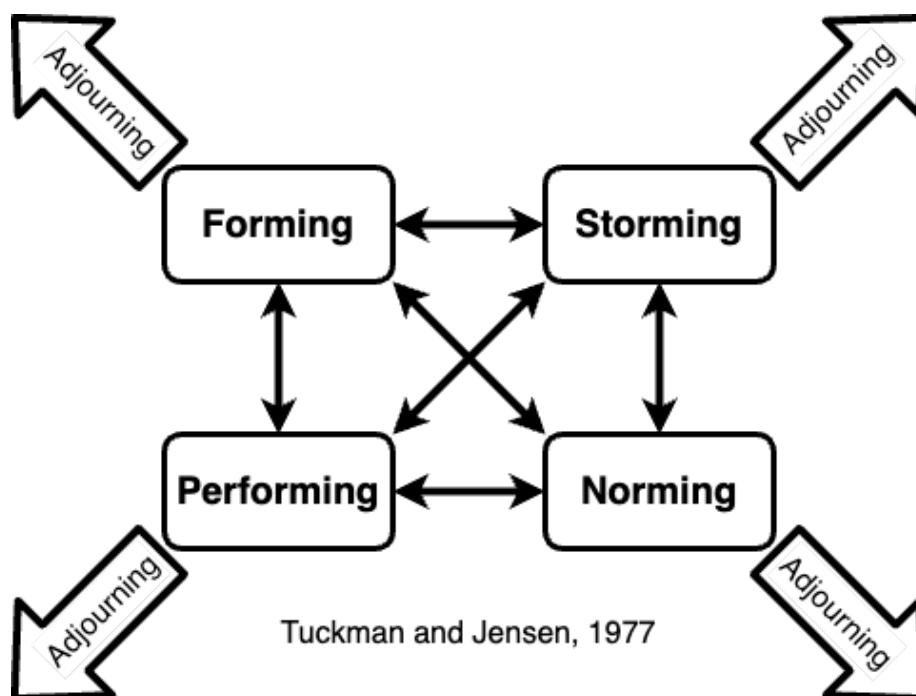 Adjourning
Adjourning
Forming
Storming
Performing
Norming
Adjourning
Adjourning
Tuckman and Jensen, 1977